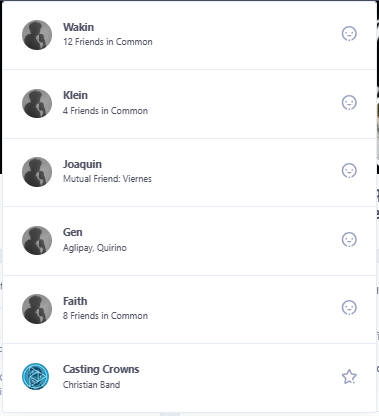 Wakin
12 Friends in Common
Klein
4 Friends in Common
Joaquin
Mutual Friend: Viernes
Gen
Aglipay, Quirino
Faith
8 Friends in Common
Casting Crowns
Christian Band